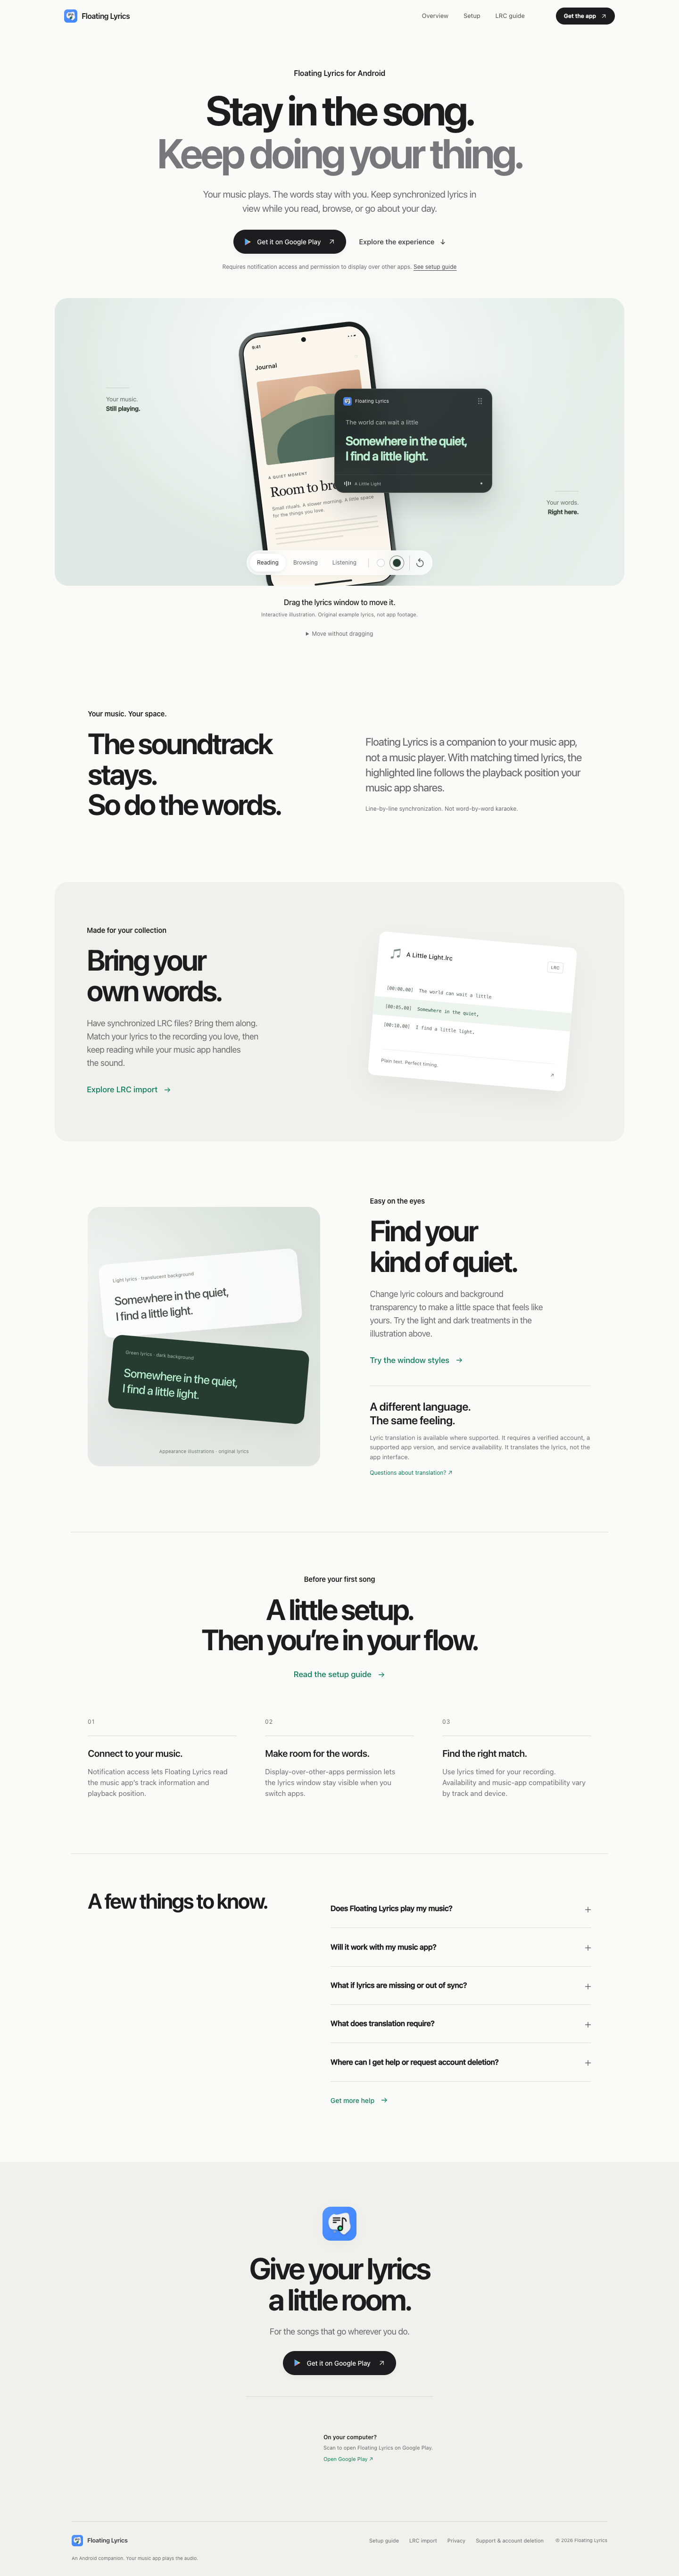 Floating Lyrics
Overview
Setup
LRC guide
Get the app ↗
Floating Lyrics for Android
Stay in the song.
Keep doing your thing.
Your music plays. The words stay with you. Keep synchronized lyrics in
view while you read, browse, or go about your day.
Get it on Google Play ↗
Explore the experience ↓
Requires notification access and permission to display over other apps. See setup guide
9:41
Journal
Your music.
Still playing.
Floating Lyrics
The world can wait a little
Somewhere in the quiet,
I find a little light.
A Little Light
A QUIET MOMENT
Room to bre
Small rituals. A slower morning. A little space
for the things you love.
Your words.
Right here.
Reading
Browsing
Listening
Drag the lyrics window to move it.
Interactive illustration. Original example lyrics, not app footage.
Move without dragging
Your music. Your space.
The soundtrack
stays.
So do the words.
Floating Lyrics is a companion to your music app,
not a music player. With matching timed lyrics, the
highlighted line follows the playback position your
music app shares.
Line-by-line synchronization. Not word-by-word karaoke.
Made for your collection
Bring your
own words.
Have synchronized LRC files? Bring them along.
Match your lyrics to the recording you love, then
keep reading while your music app handles
the sound.
Explore LRC import →
A Little Light.lrc
LRC
[00:00.00] The world can wait a little
[00:05.00] Somewhere in the quiet,
[00:10.00] I find a little light.
Plain text. Perfect timing.
↗
Light lyrics · translucent background
Somewhere in the quiet,
I find a little light.
Green lyrics · dark background
Somewhere in the quiet,
I find a little light.
Appearance illustrations · original lyrics
Easy on the eyes
Find your
kind of quiet.
Change lyric colours and background
transparency to make a little space that feels like
yours. Try the light and dark treatments in the
illustration above.
Try the window styles →
A different language.
The same feeling.
Lyric translation is available where supported. It requires a verified account, a
supported app version, and service availability. It translates the lyrics, not the
app interface.
Questions about translation? ↗
Before your first song
A little setup.
Then you’re in your flow.
Read the setup guide →
01
Connect to your music.
Notification access lets Floating Lyrics read
the music app’s track information and
playback position.
02
Make room for the words.
Display-over-other-apps permission lets
the lyrics window stay visible when you
switch apps.
03
Find the right match.
Use lyrics timed for your recording.
Availability and music-app compatibility vary
by track and device.
A few things to know.
Does Floating Lyrics play my music? +
Will it work with my music app? +
What if lyrics are missing or out of sync? +
What does translation require? +
Where can I get help or request account deletion? +
Get more help →
Give your lyrics
a little room.
For the songs that go wherever you do.
Get it on Google Play ↗
On your computer?
Scan to open Floating Lyrics on Google Play.
Open Google Play ↗
Floating Lyrics
Setup guide
LRC import
Privacy
Support & account deletion
© 2026 Floating Lyrics
An Android companion. Your music app plays the audio.